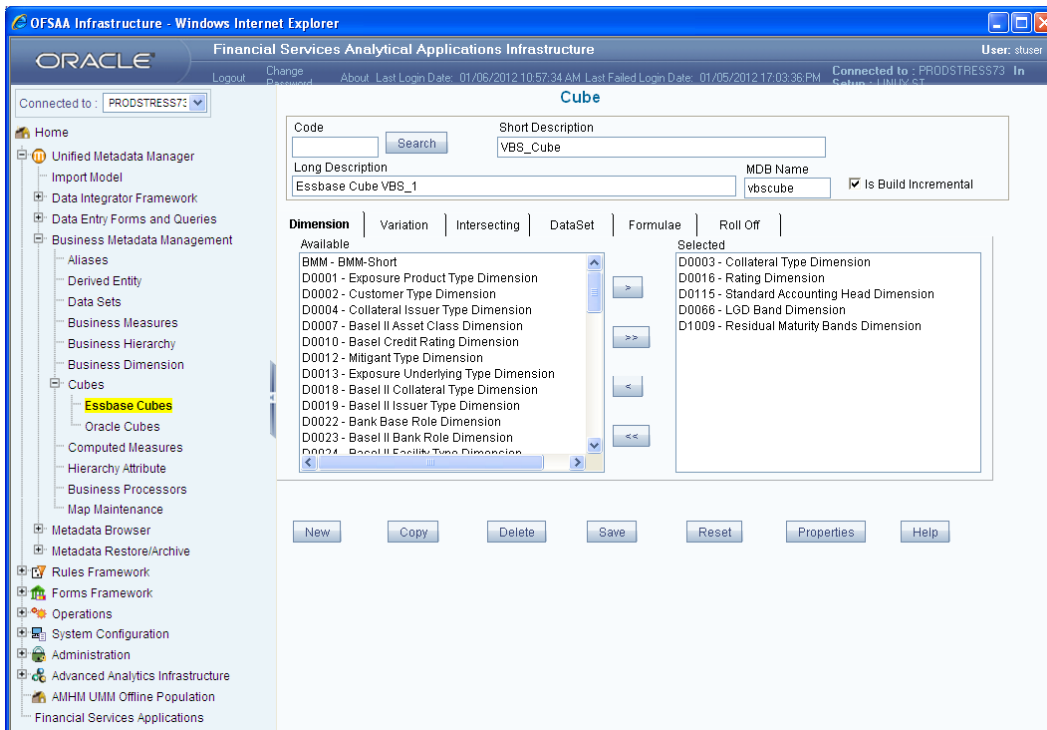 OFSAA Infrastructure - Windows Internet Explorer
ORACLE
Financial Services Analytical Applications Infrastructure
User: stuser
Logout
Change Password
About
Last Login Date: 01/06/2012 10:57:34 AM
Last Failed Login Date: 01/05/2012 17:03:36:PM
Connected to : PRODSTRESS73 In
Setup : LINUX ST
Connected to : PRODSTRESS73
Home
Unified Metadata Manager
Import Model
Data Integrator Framework
Data Entry Forms and Queries
Business Metadata Management
Aliases
Derived Entity
Data Sets
Business Measures
Business Hierarchy
Business Dimension
Cubes
Essbase Cubes
Oracle Cubes
Computed Measures
Hierarchy Attribute
Business Processors
Map Maintenance
Metadata Browser
Metadata Restore/Archive
Rules Framework
Forms Framework
Operations
System Configuration
Administration
Advanced Analytics Infrastructure
AMHM UMM Offline Population
Financial Services Applications
Cube
Code
Search
Short Description
VBS_Cube
Long Description
Essbase Cube VBS_1
MDB Name
vbscube
Is Build Incremental
Dimension
Variation
Intersecting
DataSet
Formulae
Roll Off
Available
BMM - BMM-Short
D0001 - Exposure Product Type Dimension
D0002 - Customer Type Dimension
D0004 - Collateral Issuer Type Dimension
D0007 - Basel II Asset Class Dimension
D0010 - Basel Credit Rating Dimension
D0012 - Mitigant Type Dimension
D0013 - Exposure Underlying Type Dimension
D0018 - Basel II Collateral Type Dimension
D0019 - Basel II Issuer Type Dimension
D0022 - Bank Base Role Dimension
D0023 - Basel II Bank Role Dimension
D0024 - Basel II Facility Type Dimension
>
>>
<
<<
Selected
D0003 - Collateral Type Dimension
D0016 - Rating Dimension
D0115 - Standard Accounting Head Dimension
D0066 - LGD Band Dimension
D1009 - Residual Maturity Bands Dimension
New
Copy
Delete
Save
Reset
Properties
Help